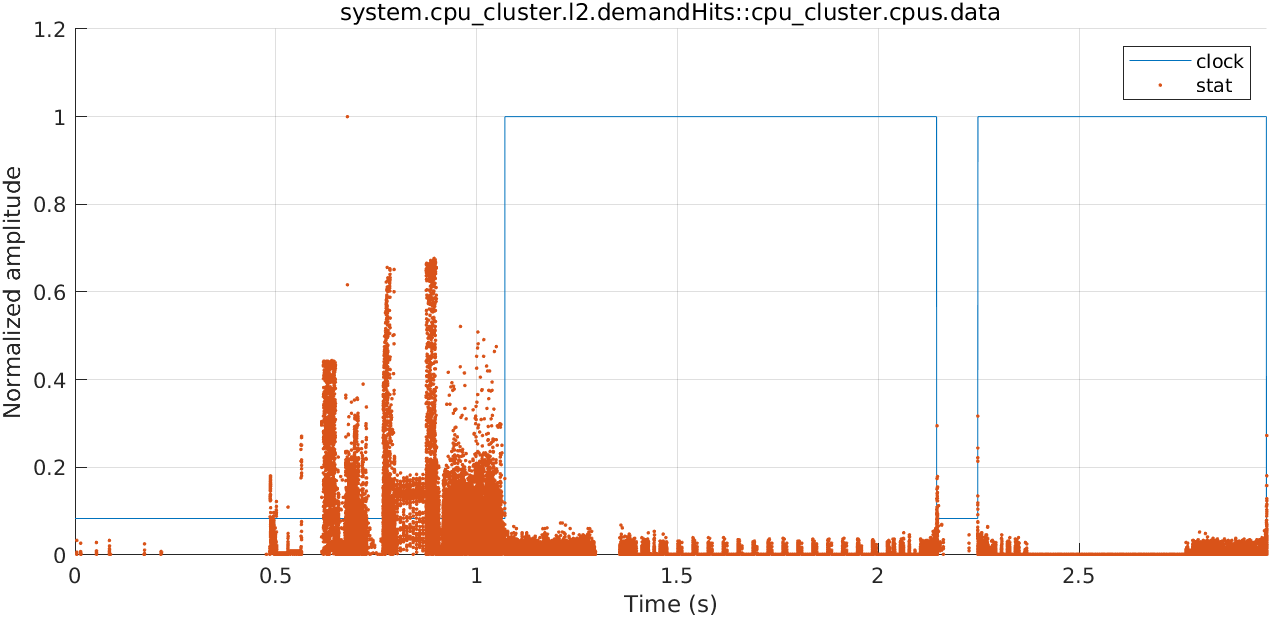 system.cpu_cluster.l2.demandHits::cpu_cluster.cpus.data
1.2
1
0.8
0.6
0.4
0.2
0
Normalized amplitude
clock
stat
0 0.5 1 1.5 2 2.5
Time (s)